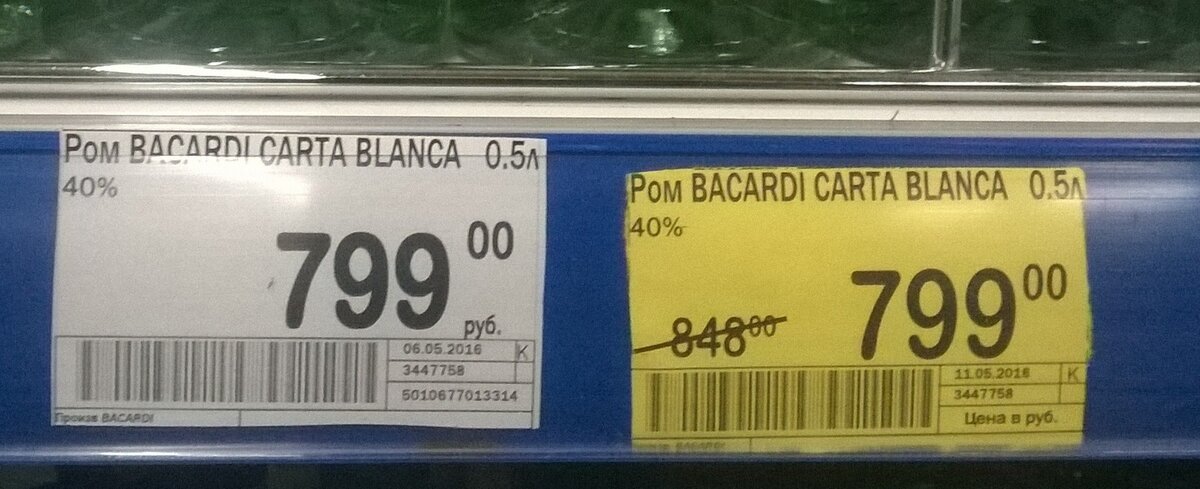 Ром BACARDI CARTA BLANCA 0.5л
40%
799 00
руб.
06.05.2016 K
3447758
5010677013314
Произв BACARDI
Ром BACARDI CARTA BLANCA 0.5л
40%
848 00
799 00
11.05.2016 K
3447758
Цена в руб.
BACARDI